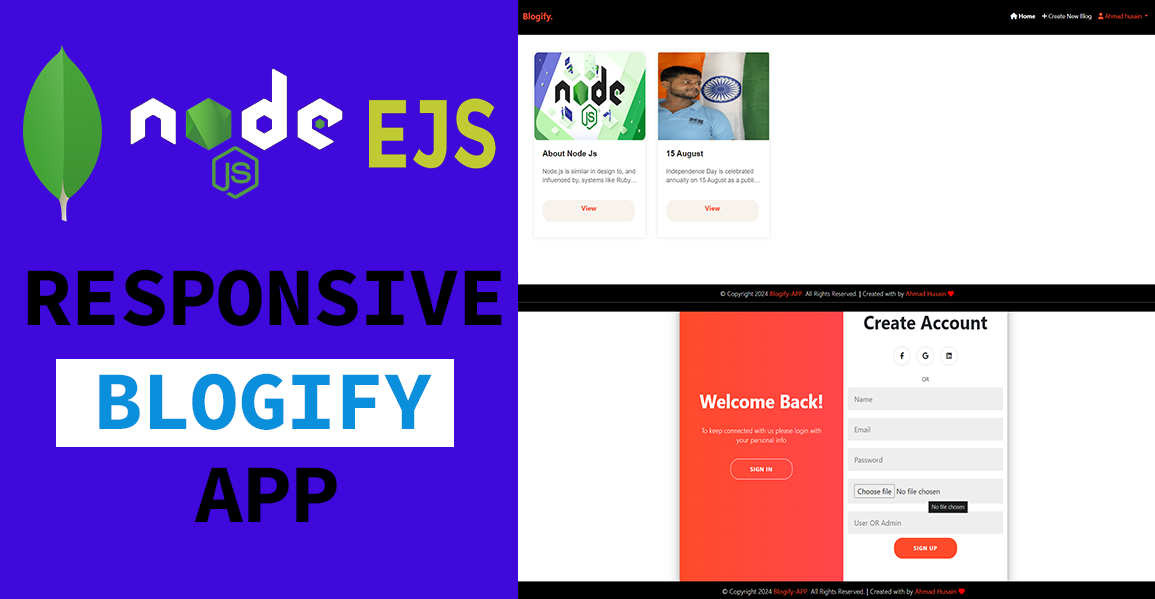 node
JS
EJS
RESPONSIVE
BLOGIFY
APP
Blogify.
Home
Create New Blog
Ahmad husain
node
JS
About Node Js
Node.js is similar in design to, and
influenced by, systems like Ruby...
View
15 August
Independence Day is celebrated
annually on 15 August as a publi...
View
© Copyright 2024 Blogify-APP. All Rights Reserved. | Created with by Ahmad Husain
Welcome Back!
To keep connected with us please login with
your personal info
SIGN IN
Create Account
f
G
in
OR
Name
Email
Password
Choose file No file chosen
No file chosen
User OR Admin
SIGN UP
© Copyright 2024 Blogify-APP. All Rights Reserved. | Created with by Ahmad Husain